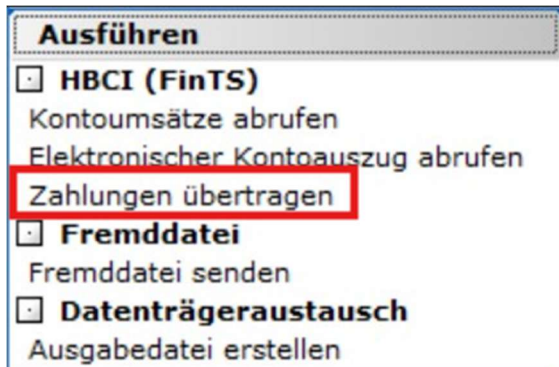 Ausführen
HBCI (FinTS)
Kontoumsätze abrufen
Elektronischer Kontoauszug abrufen
Zahlungen übertragen
Fremddatei
Fremddatei senden
Datenträgeraustausch
Ausgabedatei erstellen